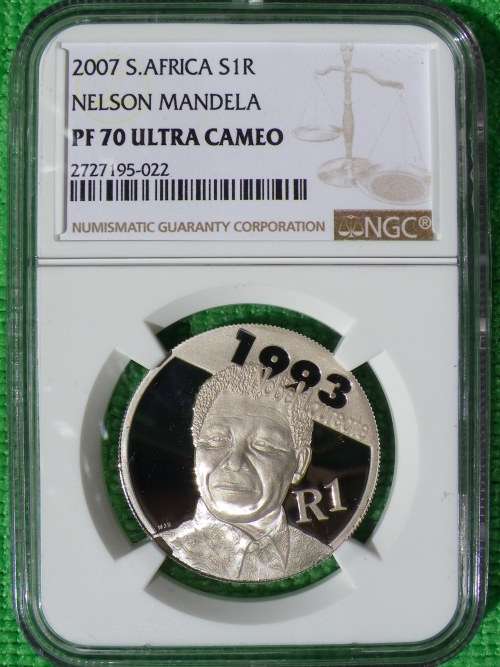 2007 S.AFRICA S1R
NELSON MANDELA
PF 70 ULTRA CAMEO
2727195-022
NUMISMATIC GUARANTY CORPORATION NGC®
1993
R1